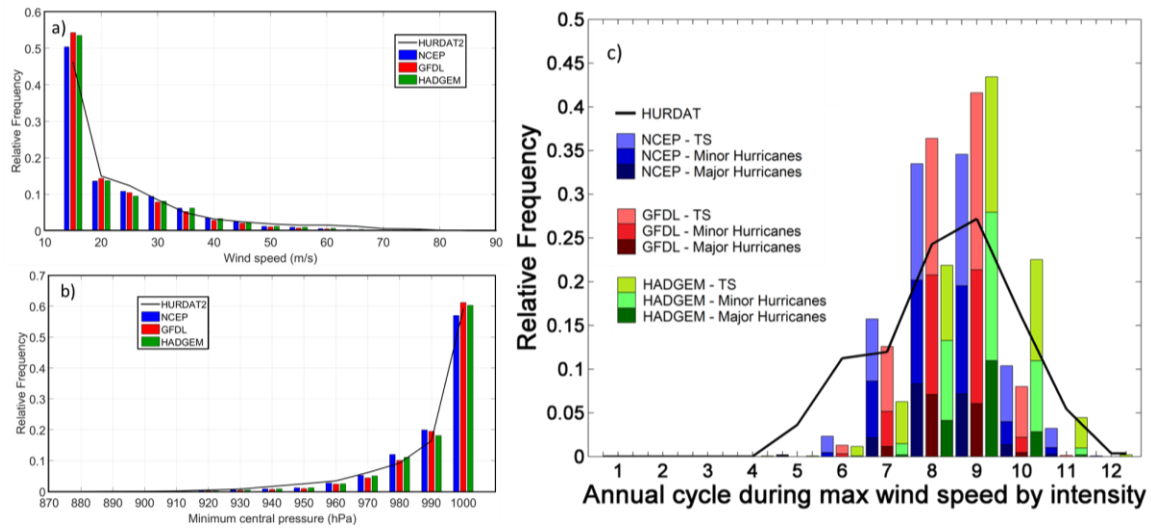 a)
0.6
0.5
0.4
0.3
0.2
0.1
0
Relative Frequency
HURDAT2
NCEP
GFDL
HADGEM
10 20 30 40 50 60 70 80 90
Wind speed (m/s)
b)
0.7
0.6
0.5
0.4
0.3
0.2
0.1
0
Relative Frequency
HURDAT2
NCEP
GFDL
HADGEM
870 880 890 900 910 920 930 940 950 960 970 980 990 1000
Minimum central pressure (hPa)
c)
0.5
0.45
0.4
0.35
0.3
0.25
0.2
0.15
0.1
0.05
0
Relative Frequency
HURDAT
NCEP - TS
NCEP - Minor Hurricanes
NCEP - Major Hurricanes
GFDL - TS
GFDL - Minor Hurricanes
GFDL - Major Hurricanes
HADGEM - TS
HADGEM - Minor Hurricanes
HADGEM - Major Hurricanes
1 2 3 4 5 6 7 8 9 10 11 12
Annual cycle during max wind speed by intensity